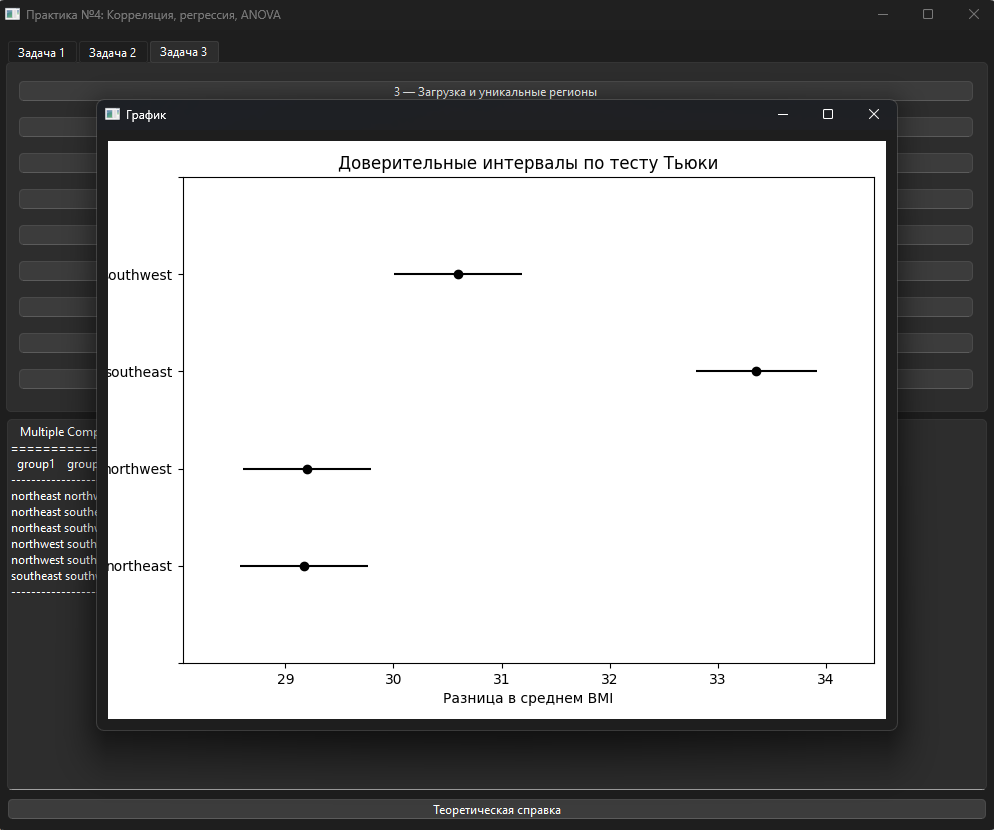 Практика №4: Корреляция, регрессия, ANOVA
Задача 1 Задача 2 Задача 3
3 — Загрузка и уникальные регионы
График
Доверительные интервалы по тесту Тьюки
outhwest
southeast
northwest
northeast
29 30 31 32 33 34
Разница в среднем BMI
Multiple Comp
==========
group1 group
----------------
northeast northw
northeast southe
northeast southw
northwest south
northwest south
southeast southw
----------------
Теоретическая справка